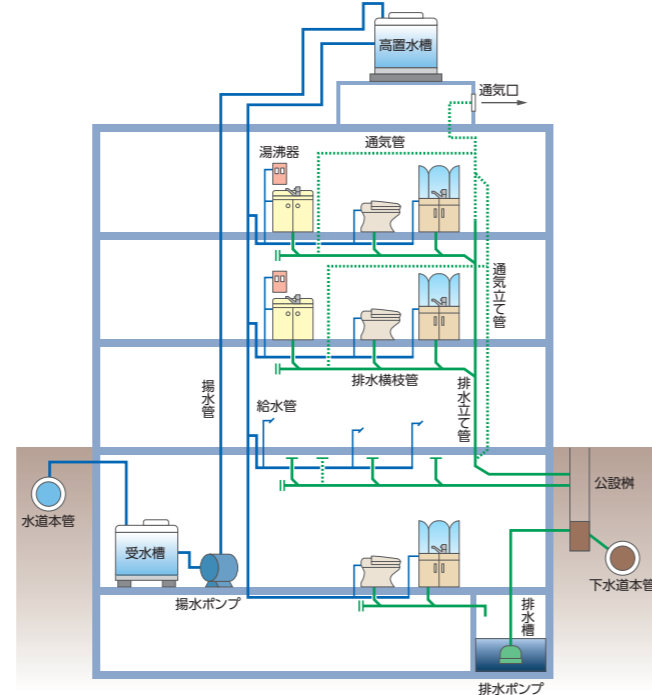 高置水槽
通気口
通気管
湯沸器
通気立て管
排水横枝管
排水立て管
揚水管
給水管
公設桝
水道本管
受水槽
下水道本管
揚水ポンプ
排水槽
排水ポンプ